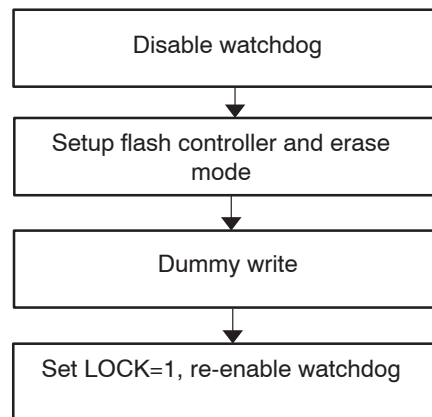 Disable watchdog
Setup flash controller and erase
mode
Dummy write
Set LOCK=1, re-enable watchdog